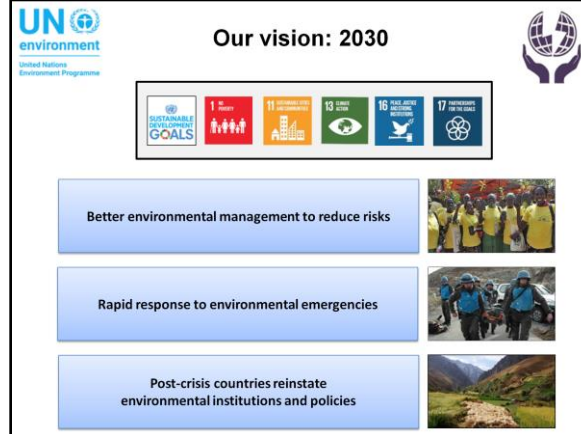 UN
environment
United Nations
Environment Programme
Our vision: 2030
SUSTAINABLE
DEVELOPMENT
GOALS
1 NO
POVERTY
11 SUSTAINABLE CITIES
AND COMMUNITIES
13 CLIMATE
ACTION
16 PEACE, JUSTICE
AND STRONG
INSTITUTIONS
17 PARTNERSHIPS
FOR THE GOALS
Better environmental management to reduce risks
Rapid response to environmental emergencies
Post-crisis countries reinstate
environmental institutions and policies